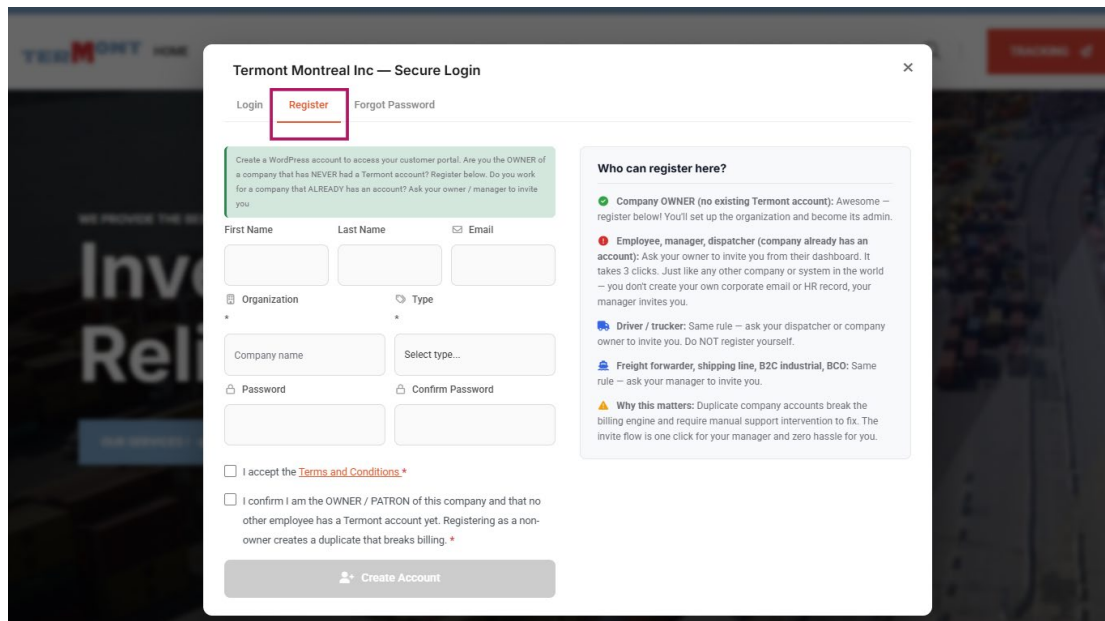 TERMONT HOME
TRACKING
Termont Montreal Inc — Secure Login
Login Register Forgot Password
Create a WordPress account to access your customer portal. Are you the OWNER of
a company that has NEVER had a Termont account? Register below. Do you work
for a company that ALREADY has an account? Ask your owner / manager to invite
you
First Name Last Name Email
Organization Type
* *
Company name Select type...
Password Confirm Password
I accept the Terms and Conditions *
I confirm I am the OWNER / PATRON of this company and that no
other employee has a Termont account yet. Registering as a non-
owner creates a duplicate that breaks billing. *
Create Account
Who can register here?
Company OWNER (no existing Termont account): Awesome —
register below! You'll set up the organization and become its admin.
Employee, manager, dispatcher (company already has an
account): Ask your owner to invite you from their dashboard. It
takes 3 clicks. Just like any other company or system in the world
— you don't create your own corporate email or HR record, your
manager invites you.
Driver / trucker: Same rule — ask your dispatcher or company
owner to invite you. Do NOT register yourself.
Freight forwarder, shipping line, B2C industrial, BCO: Same
rule — ask your manager to invite you.
Why this matters: Duplicate company accounts break the
billing engine and require manual support intervention to fix. The
invite flow is one click for your manager and zero hassle for you.
WE PROVIDE THE
Inv
Reli
OUR SERVICES